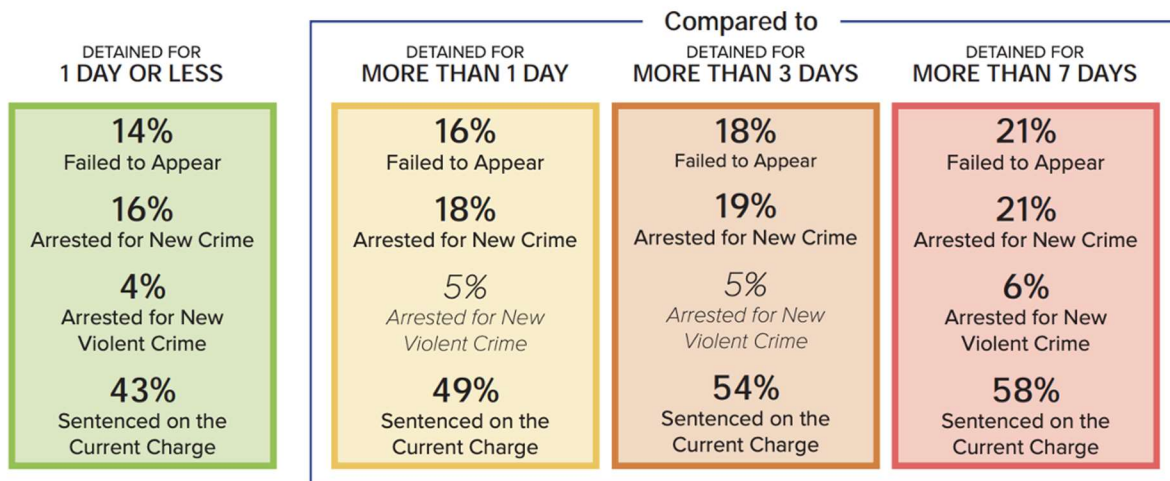 Compared to
DETAINED FOR
1 DAY OR LESS
14%
Failed to Appear
16%
Arrested for New Crime
4%
Arrested for New
Violent Crime
43%
Sentenced on the
Current Charge
DETAINED FOR
MORE THAN 1 DAY
16%
Failed to Appear
18%
Arrested for New Crime
5%
Arrested for New
Violent Crime
49%
Sentenced on the
Current Charge
DETAINED FOR
MORE THAN 3 DAYS
18%
Failed to Appear
19%
Arrested for New Crime
5%
Arrested for New
Violent Crime
54%
Sentenced on the
Current Charge
DETAINED FOR
MORE THAN 7 DAYS
21%
Failed to Appear
21%
Arrested for New Crime
6%
Arrested for New
Violent Crime
58%
Sentenced on the
Current Charge